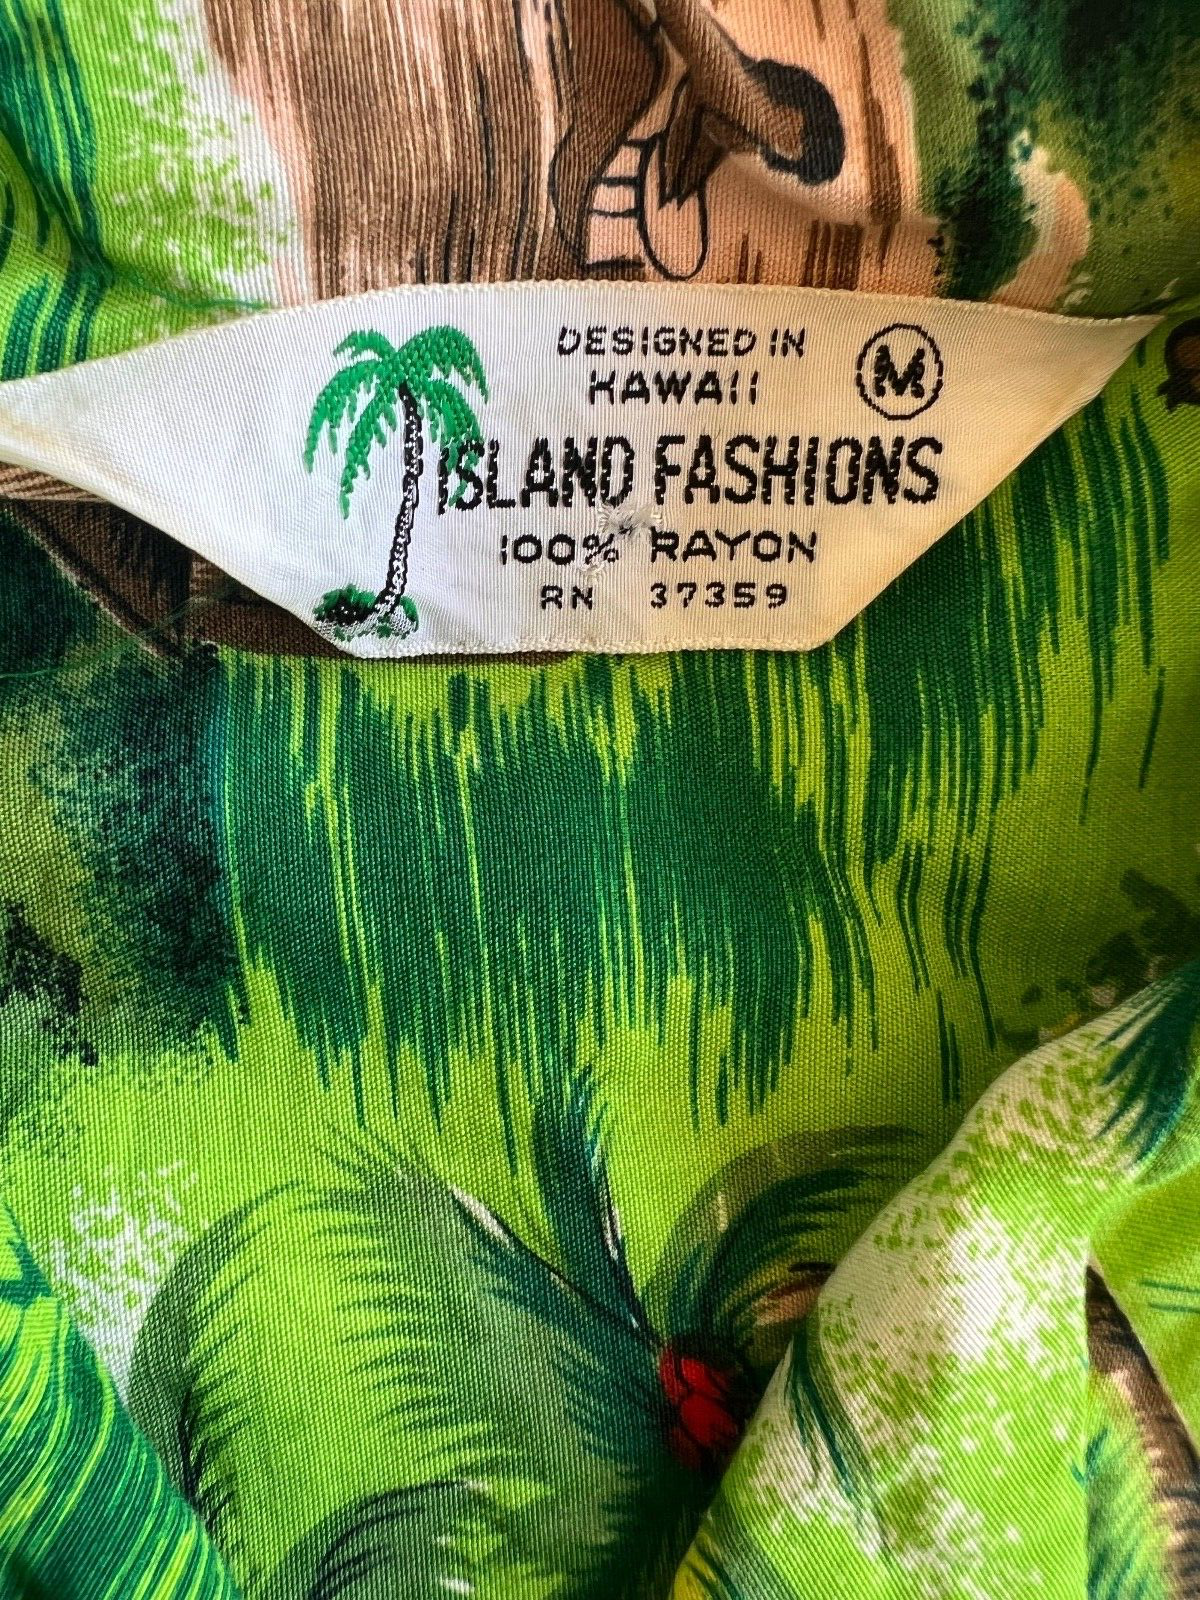 DESIGNED IN
HAWAII
M
ISLAND FASHIONS
100% RAYON
RN 37359